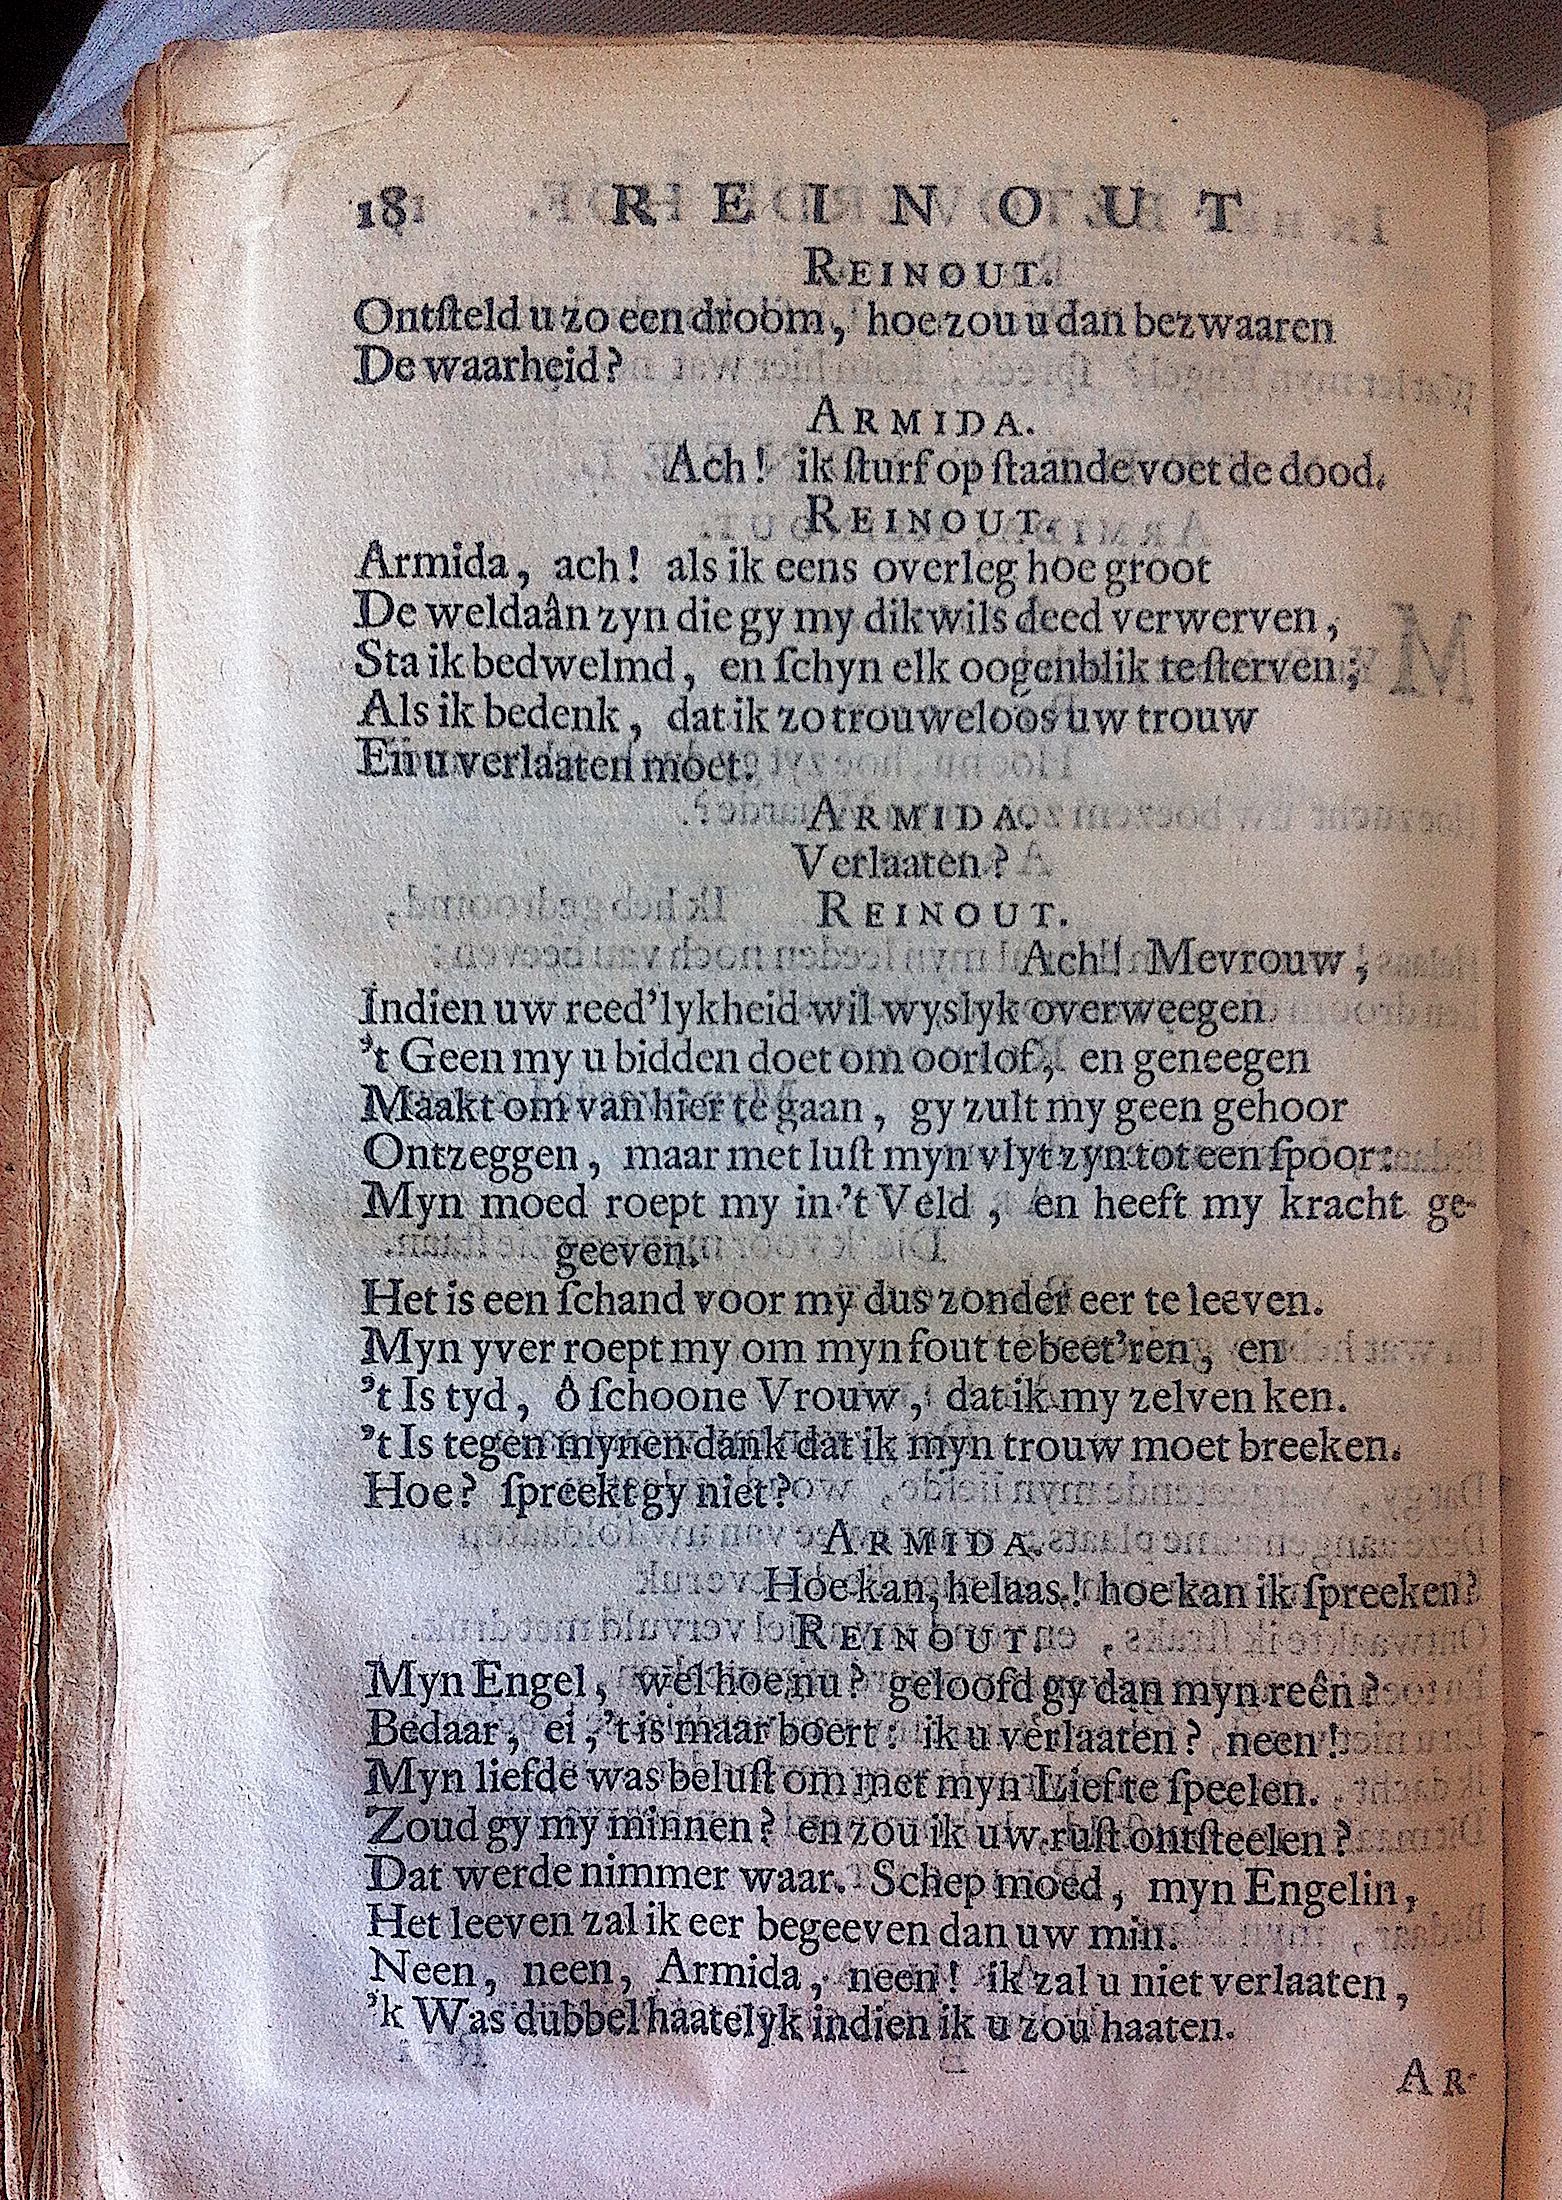 18 REINOUT
REINOUT.
Ontſteld u zo een droom, hoe zou u dan bezwaaren
De waarheid?
ARMIDA.
Ach! ik ſturf op ſtaande voet de dood.
REINOUT.
Armida, ach! als ik eens overleg hoe groot
De weldaân zyn die gy my dikwils deed verwerven,
Sta ik bedwelmd, en ſchyn elk oogenblik te ſterven;
Als ik bedenk, dat ik zo trouweloos uw trouw
En u verlaaten moet.
ARMIDA.
Verlaaten?
REINOUT.
Ach! Mevrouw,
Indien uw reed'lykheid wil wyslyk overweegen
't Geen my u bidden doet om oorlof, en geneegen
Maakt om van hier te gaan, gy zult my geen gehoor
Ontzeggen, maar met luſt myn vlyt zyn tot een ſpoor:
Myn moed roept my in 't Veld, en heeft my kracht ge-
geeven.
Het is een ſchand voor my dus zonder eer te leeven.
Myn yver roept my om myn fout te beet'ren, en
't Is tyd, ô ſchoone Vrouw, dat ik my zelven ken.
't Is tegen mynen dank dat ik myn trouw moet breeken.
Hoe? ſpreekt gy niet?
ARMIDA.
Hoe kan, helaas! hoe kan ik ſpreeken?
REINOUT.
Myn Engel, wel hoe nu? geloofd gy dan myn reên?
Bedaar, ei, 't is maar boert: ik u verlaaten? neen!
Myn liefde was beluſt om met myn Lief te ſpeelen.
Zoud gy my minnen? en zou ik uw ruſt ontſteelen?
Dat werde nimmer waar. Schep moed, myn Engelin,
Het leeven zal ik eer begeeven dan uw min.
Neen, neen, Armida, neen! ik zal u niet verlaaten,
'k Was dubbel haatelyk indien ik u zou haaten.
AR-